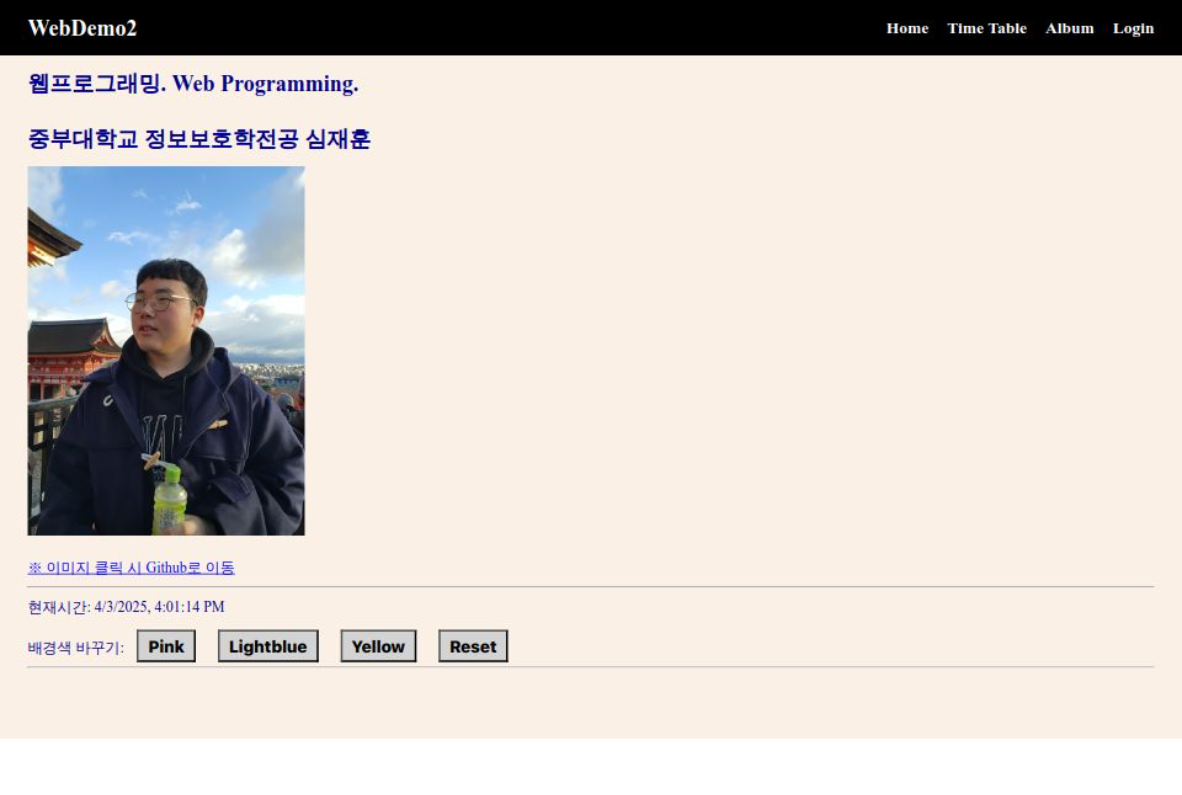 WebDemo2
Home Time Table Album Login
웹프로그래밍. Web Programming.
중부대학교 정보보호학전공 심재훈
※ 이미지 클릭 시 Github로 이동
현재시간: 4/3/2025, 4:01:14 PM
배경색 바꾸기: Pink Lightblue Yellow Reset